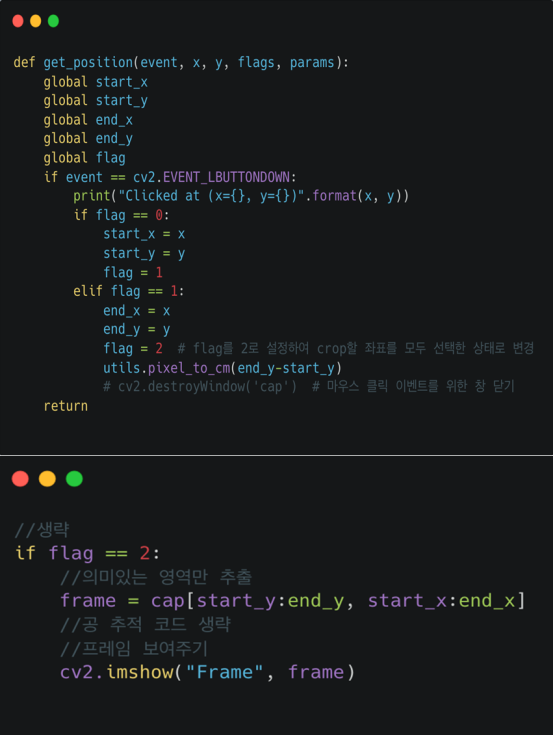 def get_position(event, x, y, flags, params):
    global start_x
    global start_y
    global end_x
    global end_y
    global flag
    if event == cv2.EVENT_LBUTTONDOWN:
        print("Clicked at (x={}, y={})".format(x, y))
        if flag == 0:
            start_x = x
            start_y = y
            flag = 1
        elif flag == 1:
            end_x = x
            end_y = y
            flag = 2  # flag를 2로 설정하여 crop할 좌표를 모두 선택한 상태로 변경
            utils.pixel_to_cm(end_y-start_y)
            # cv2.destroyWindow('cap')  # 마우스 클릭 이벤트를 위한 창 닫기
    return
//생략
if flag == 2:
    //의미있는 영역만 추출
    frame = cap[start_y:end_y, start_x:end_x]
    //공 추적 코드 생략
    //프레임 보여주기
    cv2.imshow("Frame", frame)